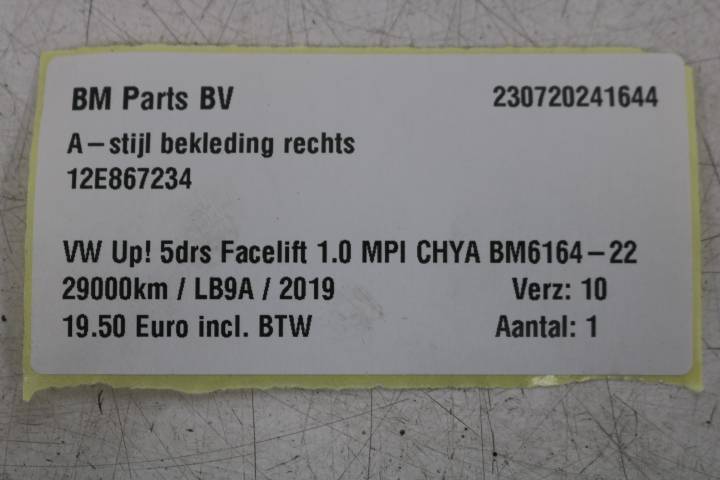 BM Parts BV 230720241644
A-stijl bekleding rechts
12E867234
VW Up! 5drs Facelift 1.0 MPI CHYA BM6164-22
29000km / LB9A / 2019 Verz: 10
19.50 Euro incl. BTW Aantal: 1